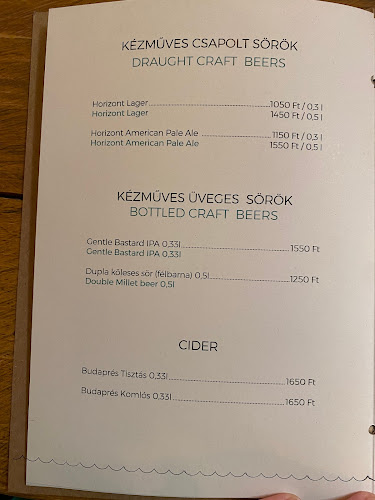 KÉZMŰVES CSAPOLT SÖRÖK
DRAUGHT CRAFT BEERS
Horizont Lager 1050 Ft / 0,3 l
Horizont Lager 1450 Ft / 0,5 l
Horizont American Pale Ale 1150 Ft / 0,3 l
Horizont American Pale Ale 1550 Ft / 0,5 l
KÉZMŰVES ÜVEGES SÖRÖK
BOTTLED CRAFT BEERS
Gentle Bastard IPA 0,33l 1550 Ft
Gentle Bastard IPA 0,33l
Dupla köleses sör (félbarna) 0,5l 1250 Ft
Double Millet beer 0,5l
CIDER
Budaprés Tisztás 0,33l 1650 Ft
Budaprés Komlós 0,33l 1650 Ft